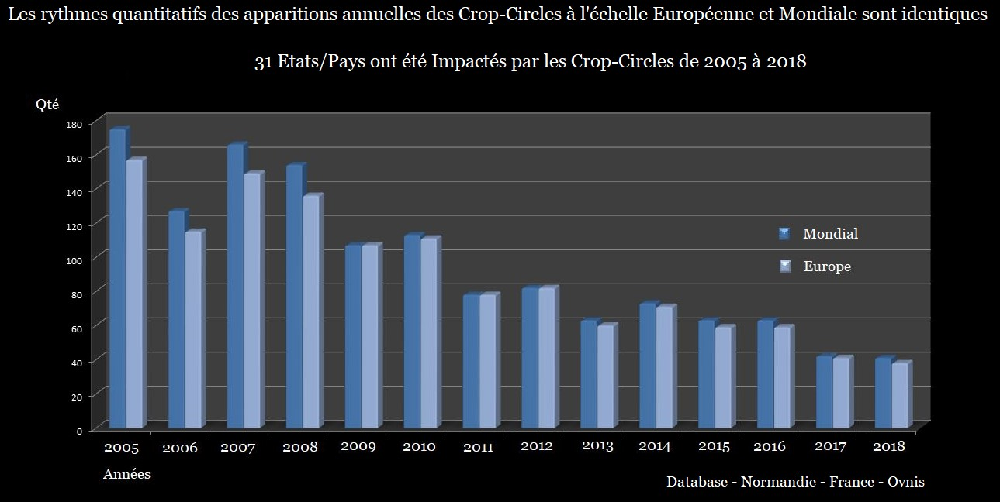 Les rythmes quantitatifs des apparitions annuelles des Crop-Circles à l'échelle Européenne et Mondiale sont identiques
31 Etats/Pays ont été Impactés par les Crop-Circles de 2005 à 2018
Qté
180
160
140
120
100
80
60
40
20
0
Mondial
Europe
2005 2006 2007 2008 2009 2010 2011 2012 2013 2014 2015 2016 2017 2018
Années
Database - Normandie - France - Ovnis